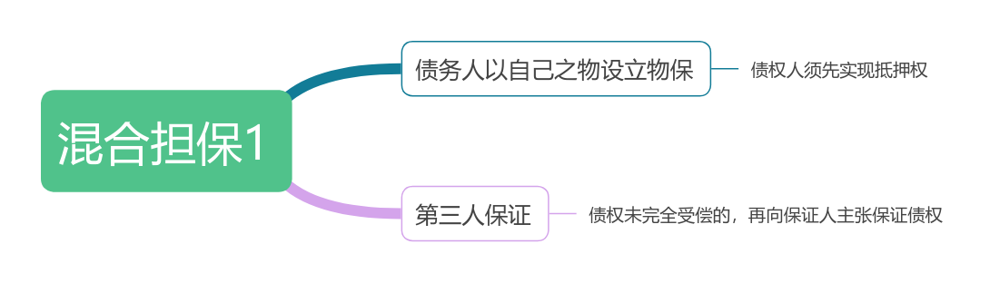 混合担保1
债务人以自己之物设立物保
债权人须先实现抵押权
第三人保证
债权未完全受偿的，再向保证人主张保证债权